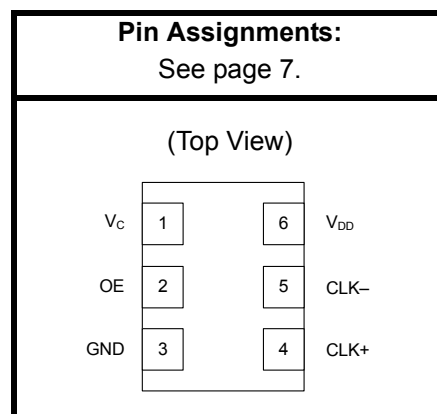 Pin Assignments:
See page 7.
(Top View)
VC 1 6 VDD
OE 2 5 CLK–
GND 3 4 CLK+